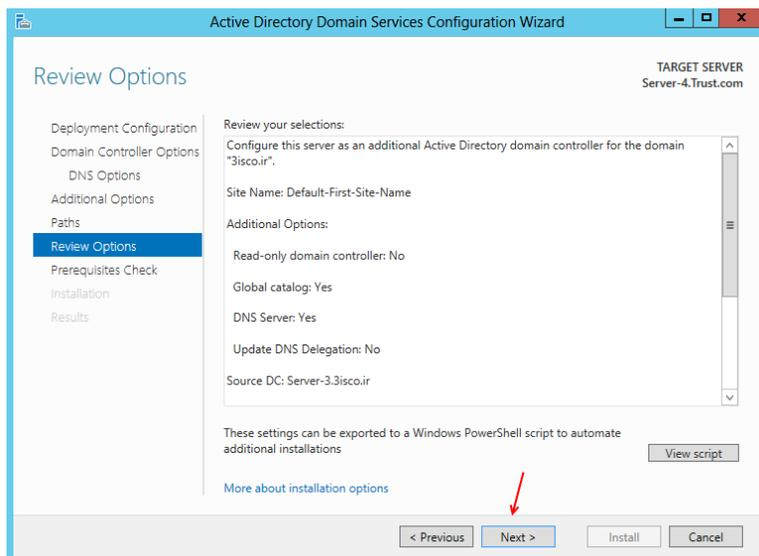 Active Directory Domain Services Configuration Wizard
Review Options
TARGET SERVER
Server-4.Trust.com
Deployment Configuration
Domain Controller Options
DNS Options
Additional Options
Paths
Review Options
Prerequisites Check
Installation
Results
Review your selections:
Configure this server as an additional Active Directory domain controller for the domain
"3isco.ir".
Site Name: Default-First-Site-Name
Additional Options:
Read-only domain controller: No
Global catalog: Yes
DNS Server: Yes
Update DNS Delegation: No
Source DC: Server-3.3isco.ir
These settings can be exported to a Windows PowerShell script to automate
additional installations
View script
More about installation options
< Previous
Next >
Install
Cancel